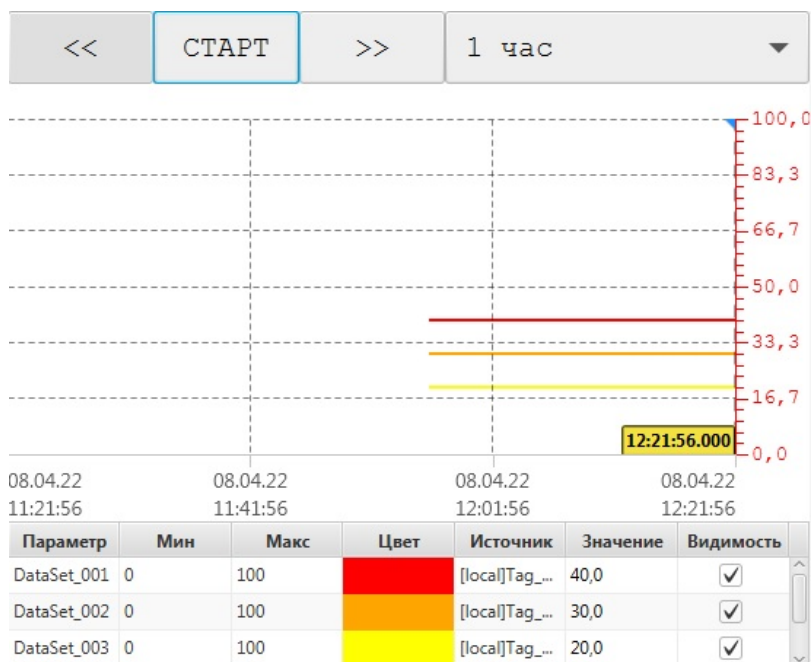 << СТАРТ >> 1 час
100,0
83,3
66,7
50,0
33,3
16,7
12:21:56.000
0,0
08.04.22 08.04.22 08.04.22 08.04.22
11:21:56 11:41:56 12:01:56 12:21:56
Параметр Мин Макс Цвет Источник Значение Видимость
DataSet_001 0 100 [local]Tag_... 40,0
DataSet_002 0 100 [local]Tag_... 30,0
DataSet_003 0 100 [local]Tag_... 20,0